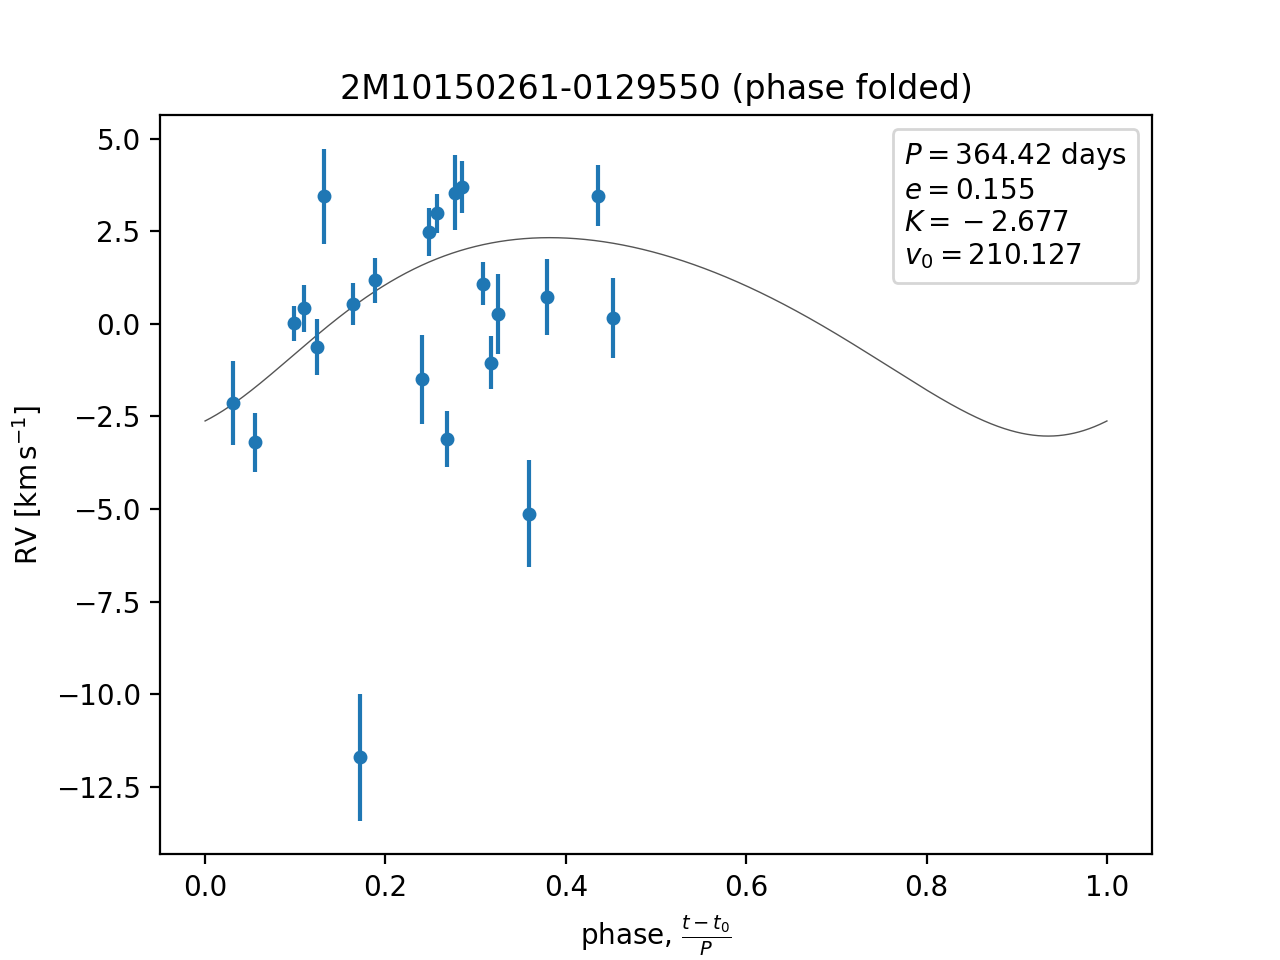 2M10150261-0129550 (phase folded)
P = 364.42 days
e = 0.155
K = −2.677
v₀ = 210.127
5.0
2.5
0.0
−2.5
−5.0
−7.5
−10.0
−12.5
RV [km s⁻¹]
0.0 0.2 0.4 0.6 0.8 1.0
phase, (t − t₀)/P